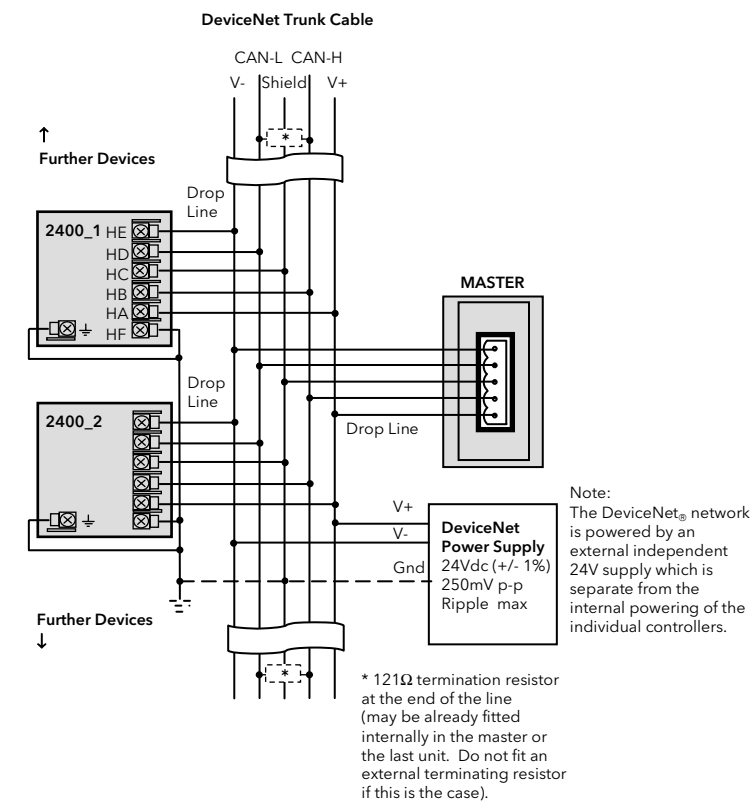 DeviceNet Trunk Cable
CAN-L CAN-H
V- Shield V+
*
↑
Further Devices
Drop
Line
2400_1 HE
HD
HC
HB
HA
HF
MASTER
Drop
Line
Drop Line
2400_2
V+
V-
Gnd
DeviceNet
Power Supply
24Vdc (+/- 1%)
250mV p-p
Ripple max
Note:
The DeviceNet® network
is powered by an
external independent
24V supply which is
separate from the
internal powering of the
individual controllers.
Further Devices
↓
*
* 121Ω termination resistor
at the end of the line
(may be already fitted
internally in the master or
the last unit. Do not fit an
external terminating resistor
if this is the case).